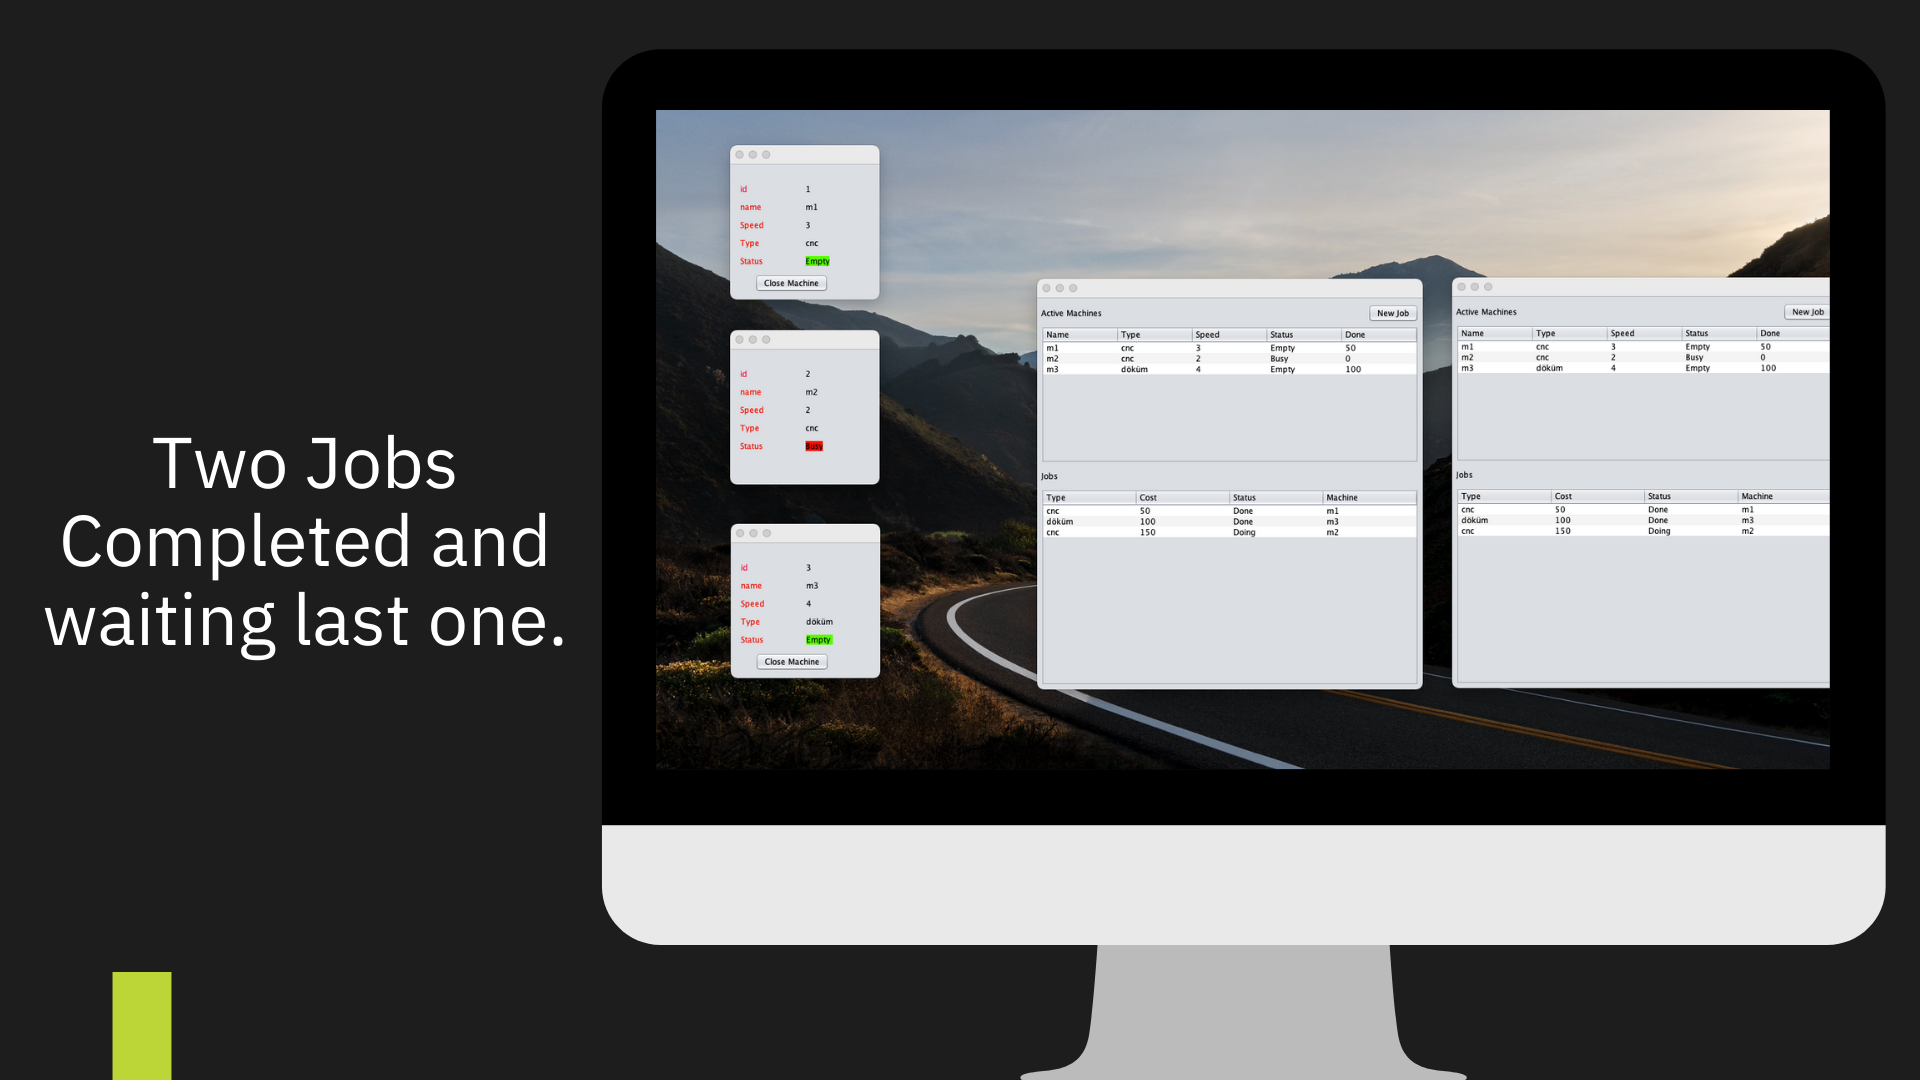 Two Jobs
Completed and
waiting last one.
id 1
name m1
Speed 3
Type cnc
Status Empty
Close Machine
id 2
name m2
Speed 2
Type cnc
Status Busy
id 3
name m3
Speed 4
Type döküm
Status Empty
Close Machine
Active Machines New Job
Name Type Speed Status Done
m1 cnc 3 Empty 50
m2 cnc 2 Busy 0
m3 döküm 4 Empty 100
Jobs
Type Cost Status Machine
cnc 50 Done m1
döküm 100 Done m3
cnc 150 Doing m2
Active Machines New Job
Name Type Speed Status Done
m1 cnc 3 Empty 50
m2 cnc 2 Busy 0
m3 döküm 4 Empty 100
Jobs
Type Cost Status Machine
cnc 50 Done m1
döküm 100 Done m3
cnc 150 Doing m2